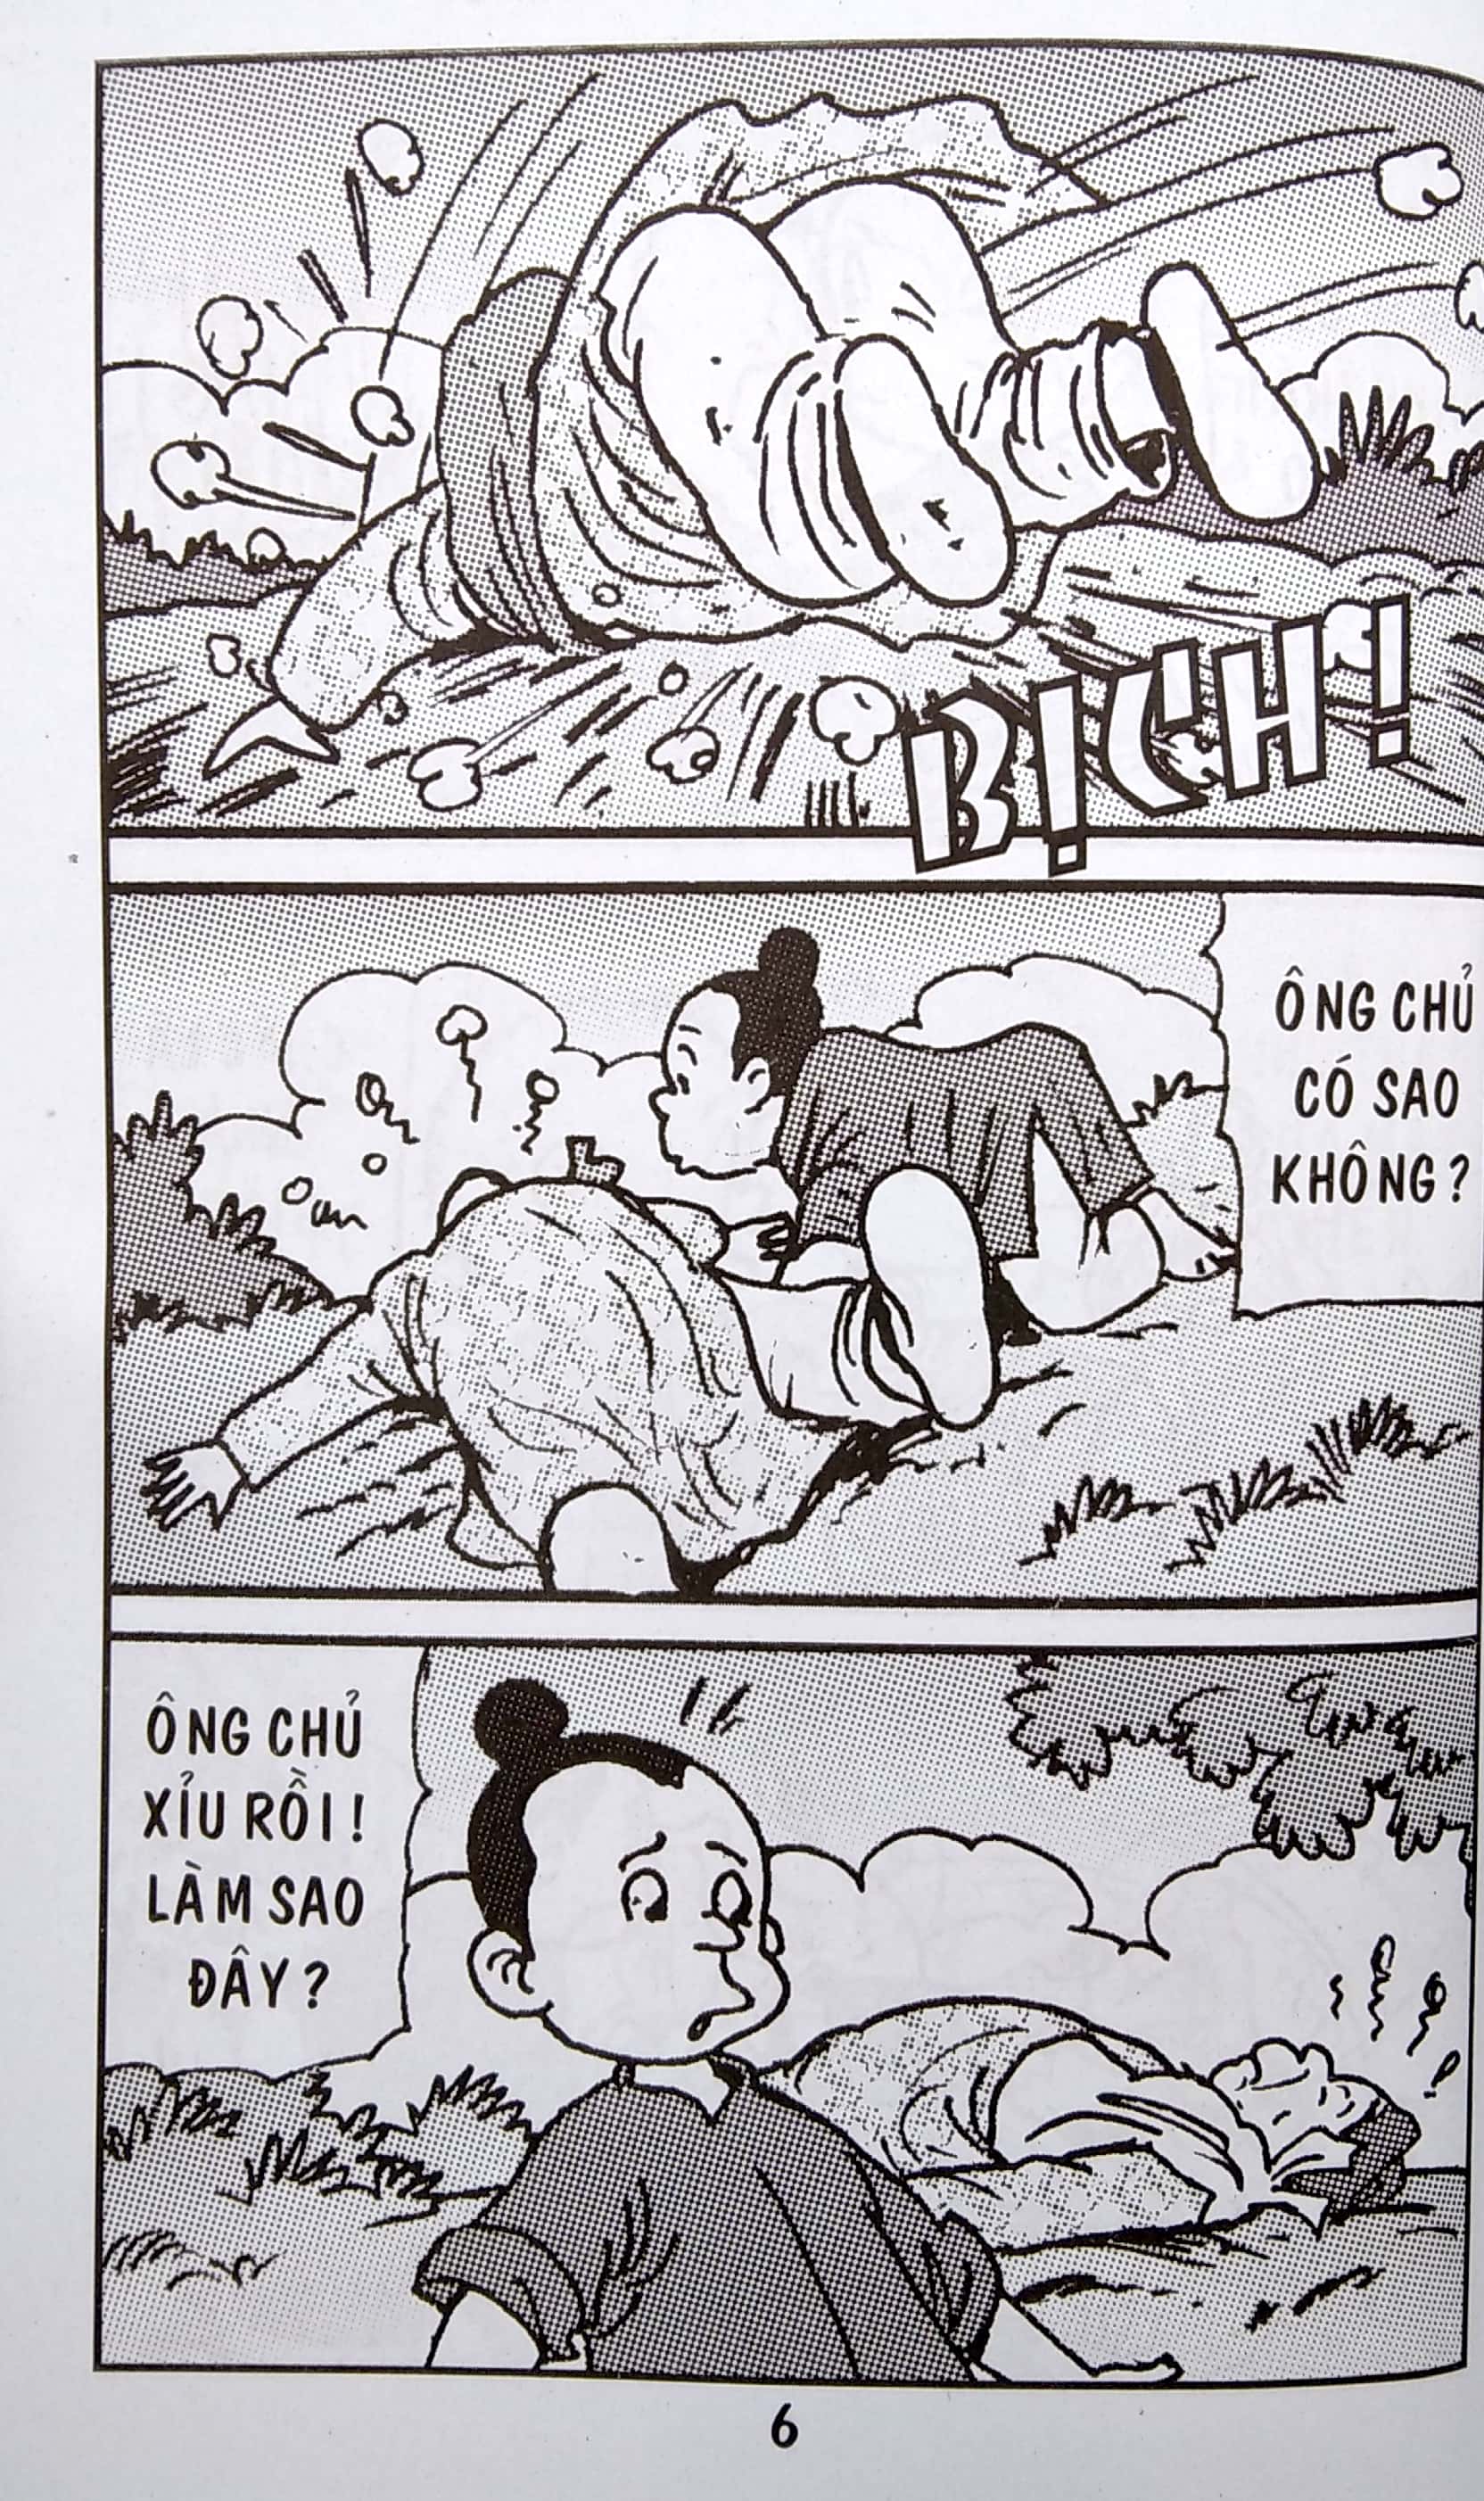 BỊCH!
ÔNG CHỦ
CÓ SAO
KHÔNG?
ÔNG CHỦ
XỈU RỒI!
LÀM SAO
ĐÂY?
6